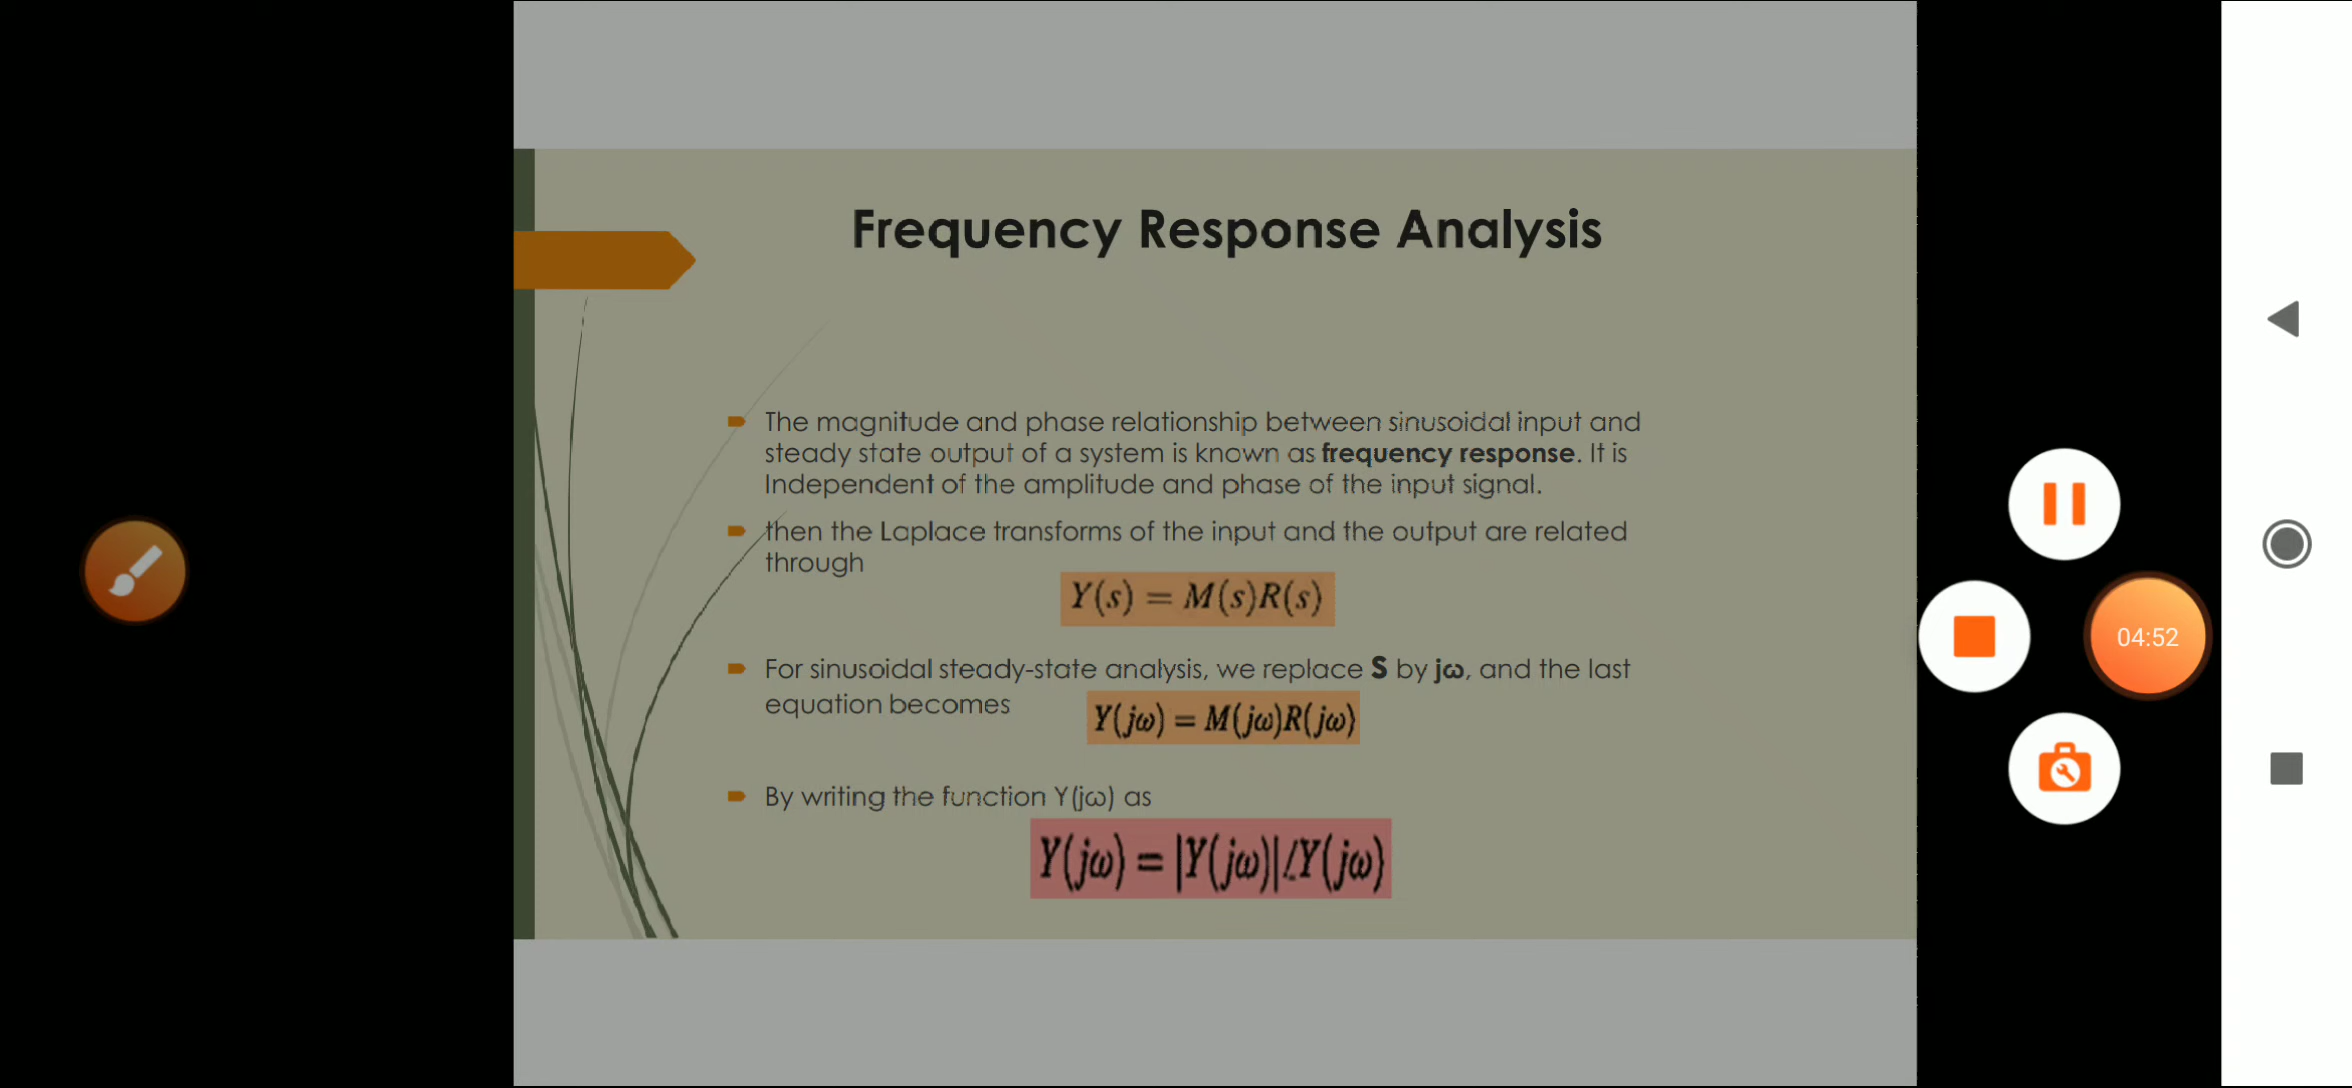 Frequency Response Analysis
The magnitude and phase relationship between sinusoidal input and
steady state output of a system is known as frequency response. It is
Independent of the amplitude and phase of the input signal.
then the Laplace transforms of the input and the output are related
through
Y(s) = M(s)R(s)
For sinusoidal steady-state analysis, we replace S by jω, and the last
equation becomes
Y(jω) = M(jω)R(jω)
By writing the function Y(jω) as
Y(jω) = |Y(jω)|∠Y(jω)
04:52